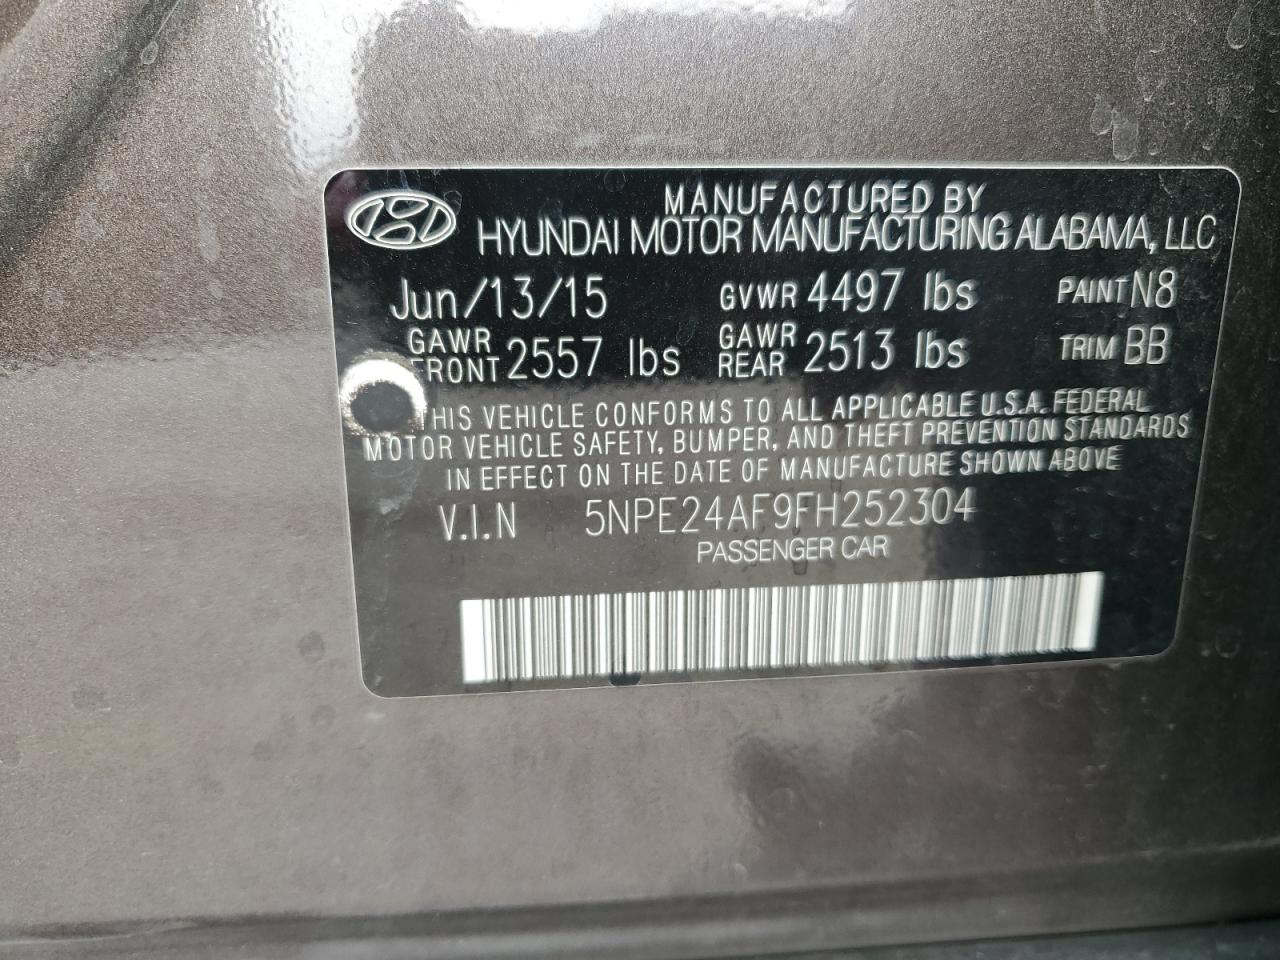 MANUFACTURED BY
HYUNDAI MOTOR MANUFACTURING ALABAMA, LLC
Jun/13/15 GVWR 4497 lbs PAINT N8
GAWR FRONT 2557 lbs GAWR REAR 2513 lbs TRIM BB
THIS VEHICLE CONFORMS TO ALL APPLICABLE U.S.A. FEDERAL
MOTOR VEHICLE SAFETY, BUMPER, AND THEFT PREVENTION STANDARDS
IN EFFECT ON THE DATE OF MANUFACTURE SHOWN ABOVE
V.I.N 5NPE24AF9FH252304
PASSENGER CAR